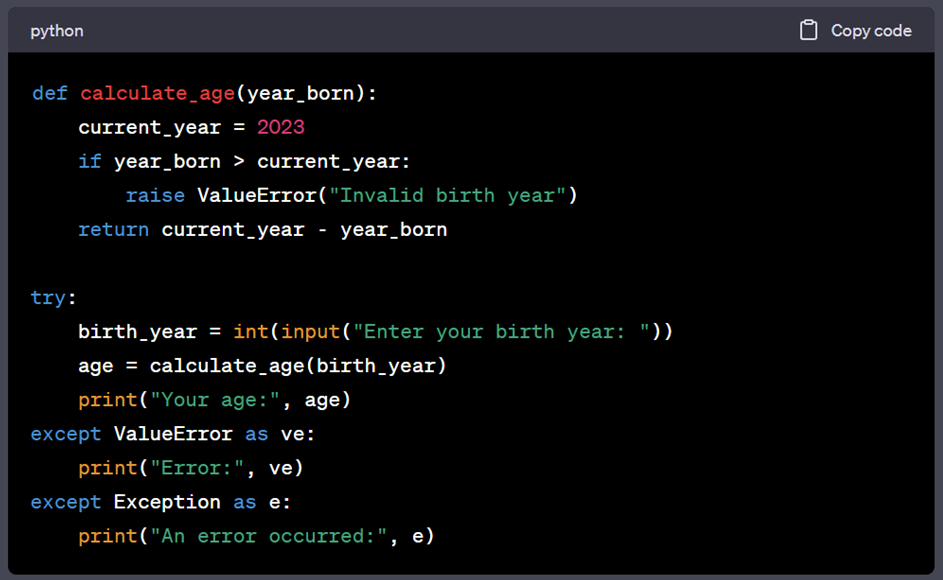 python
Copy code
def calculate_age(year_born):
    current_year = 2023
    if year_born > current_year:
        raise ValueError("Invalid birth year")
    return current_year - year_born

try:
    birth_year = int(input("Enter your birth year: "))
    age = calculate_age(birth_year)
    print("Your age:", age)
except ValueError as ve:
    print("Error:", ve)
except Exception as e:
    print("An error occurred:", e)